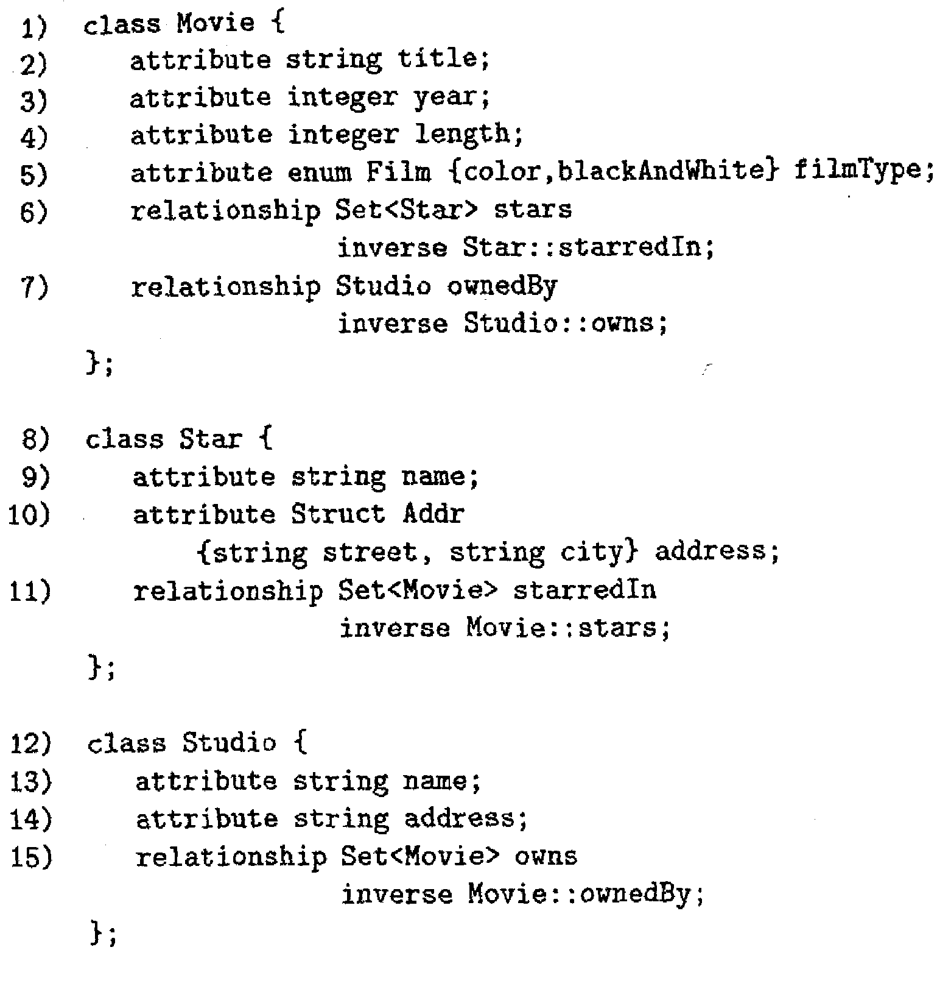 1) class Movie {
2) attribute string title;
3) attribute integer year;
4) attribute integer length;
5) attribute enum Film {color,blackAndWhite} filmType;
6) relationship Set<Star> stars
inverse Star::starredIn;
7) relationship Studio ownedBy
inverse Studio::owns;
};
8) class Star {
9) attribute string name;
10) attribute Struct Addr
{string street, string city} address;
11) relationship Set<Movie> starredIn
inverse Movie::stars;
};
12) class Studio {
13) attribute string name;
14) attribute string address;
15) relationship Set<Movie> owns
inverse Movie::ownedBy;
};